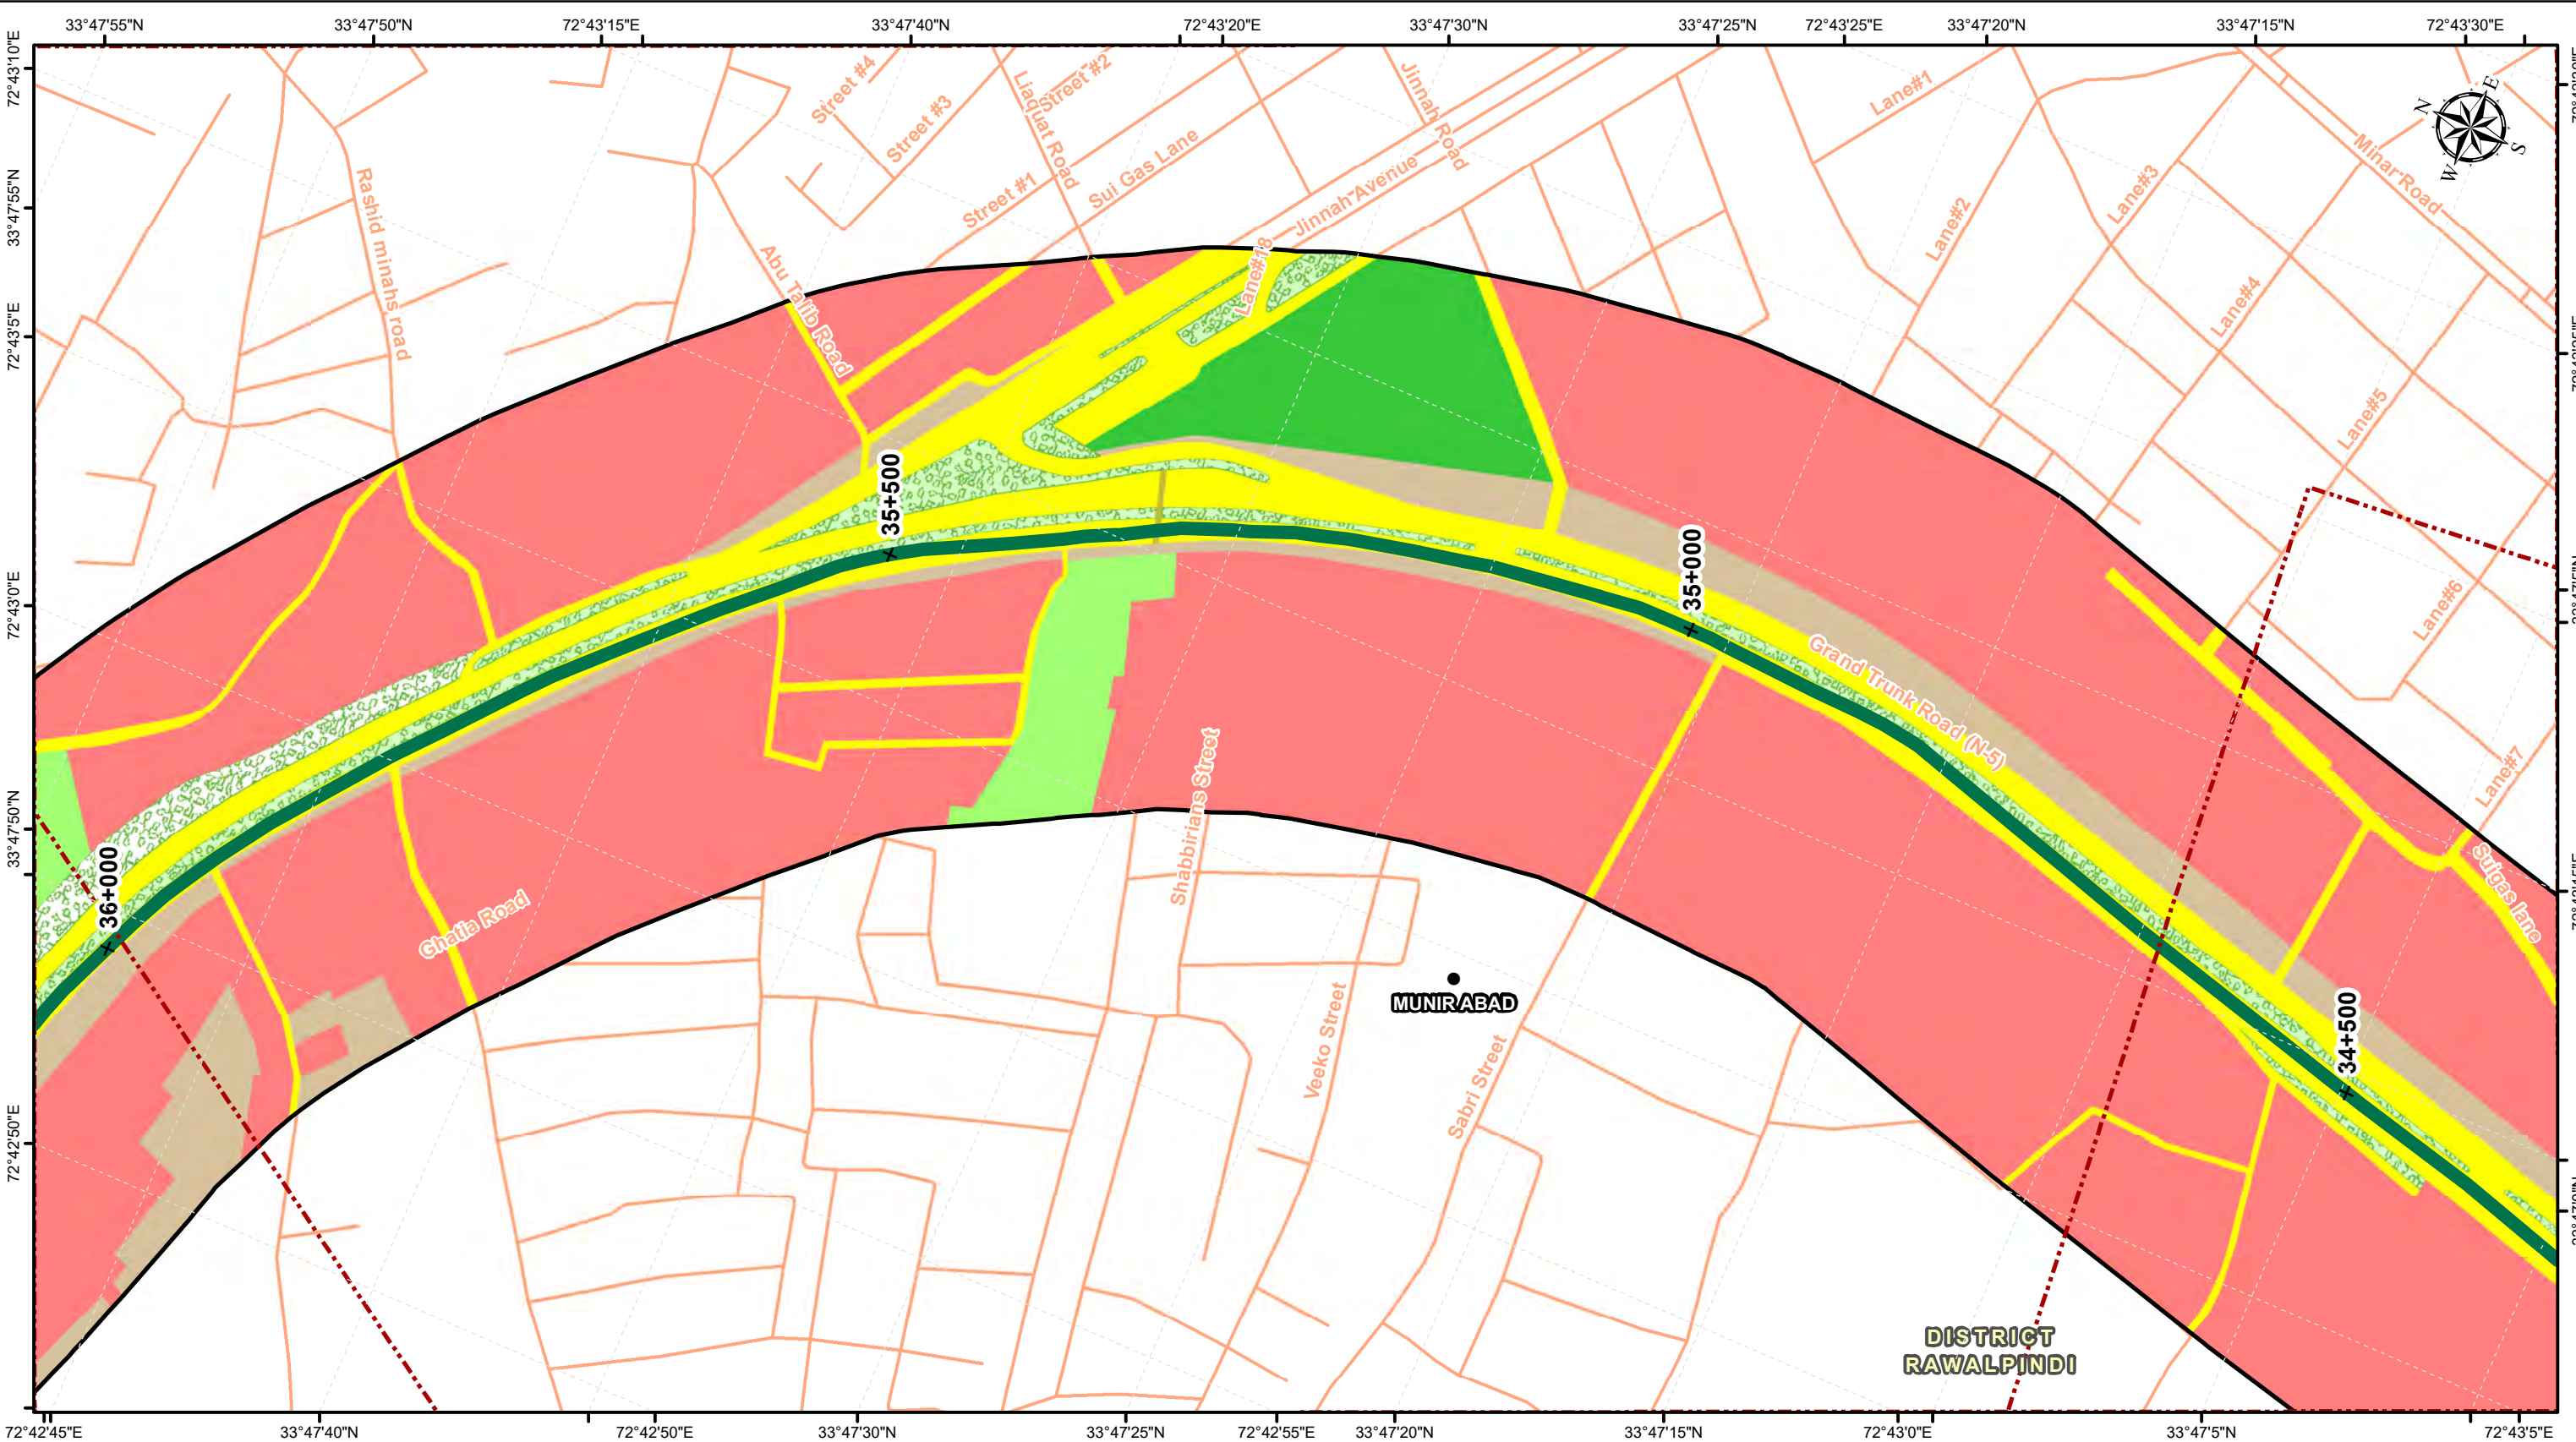 33°47'55"N
33°47'50"N
72°43'15"E
33°47'40"N
72°43'20"E
33°47'30"N
33°47'25"N
72°43'25"E
33°47'20"N
33°47'15"N
72°43'30"E
72°43'10"E
33°47'55"N
72°43'5"E
72°43'0"E
33°47'50"N
72°42'50"E
N
E
S
W
Street #4
Street #3
Street #2
Liaquat Road
Street #1
Sui Gas Lane
Jinnah Road
Jinnah Avenue
Lane#18
Lane#1
Lane#2
Lane#3
Lane#4
Lane#5
Lane#6
Lane#7
Minar Road
Rashid minahs road
Abu Talib Road
35+500
35+000
Grand Trunk Road (N-5)
36+000
34+500
Ghatia Road
Shabbirians Street
Veeko Street
Sabri Street
Suigas lane
MUNIR ABAD
DISTRICT
RAWALPINDI
72°42'45"E
33°47'40"N
72°42'50"E
33°47'30"N
33°47'25"N
72°42'55"E
33°47'20"N
33°47'15"N
72°43'0"E
33°47'5"N
72°43'5"E